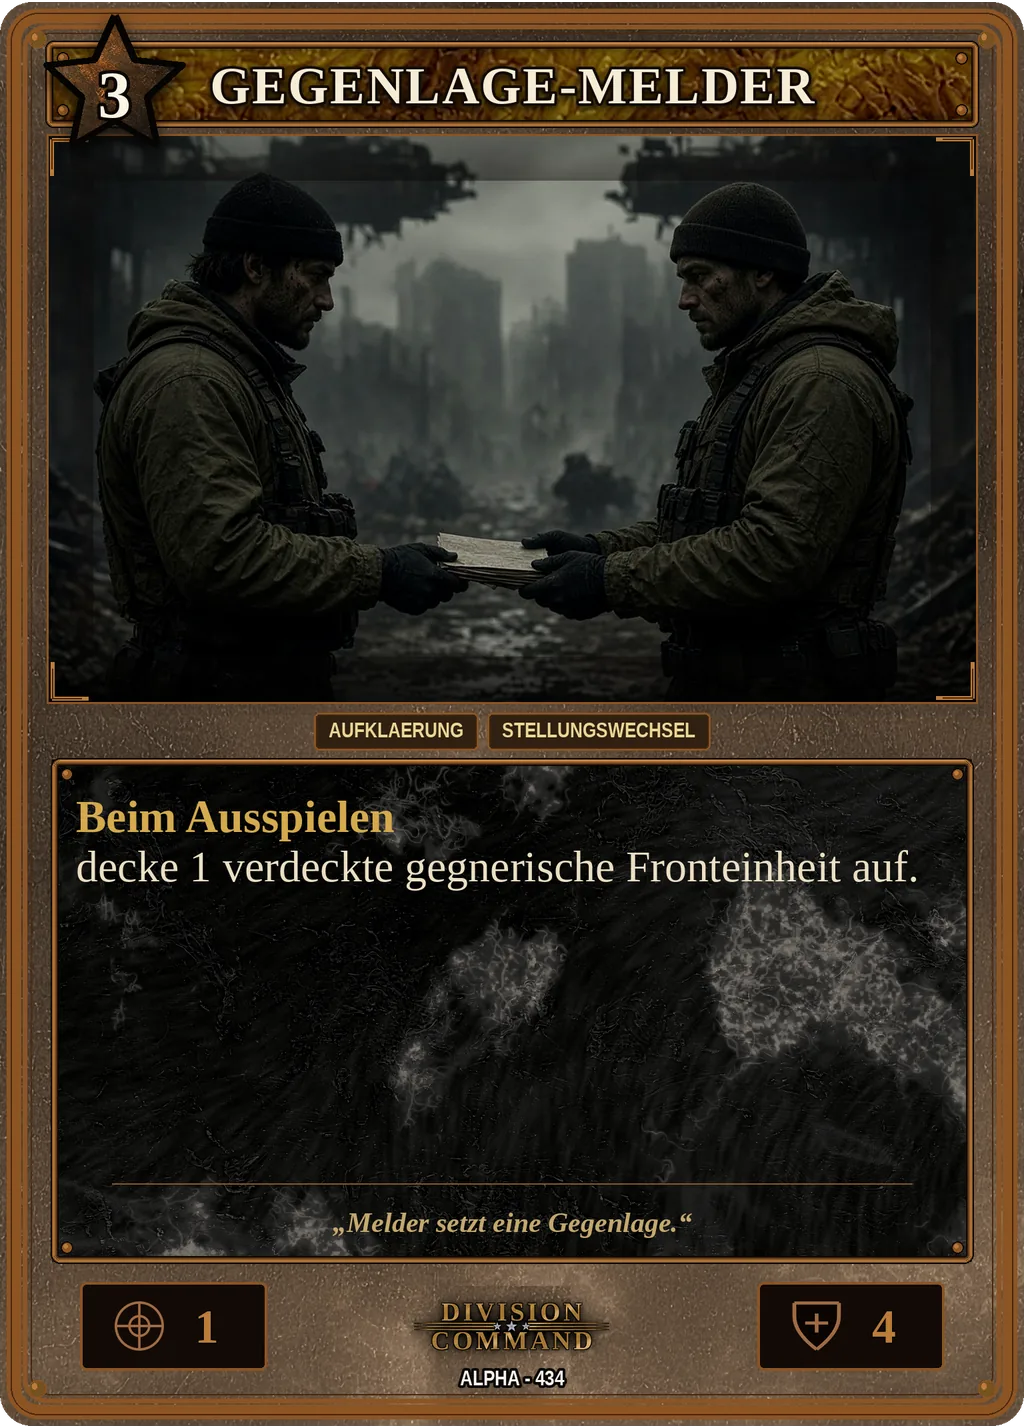 3
GEGENLAGE-MELDER
AUFKLAERUNG STELLUNGSWECHSEL
Beim Ausspielen
decke 1 verdeckte gegnerische Fronteinheit auf.
„Melder setzt eine Gegenlage.“
1
DIVISION
COMMAND
4
ALPHA - 434